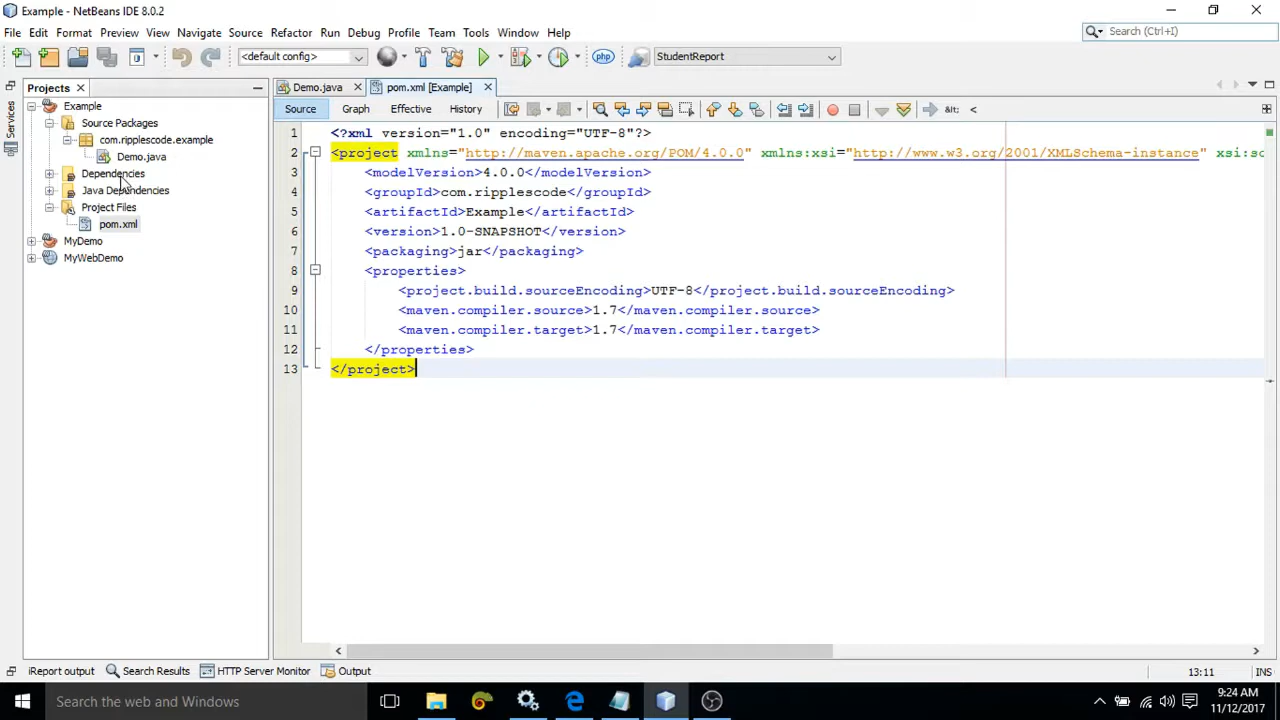 Example - NetBeans IDE 8.0.2
File Edit View Navigate Source Refactor Run Debug Profile Team Tools Window Help
Search (Ctrl+I)
<default config>
php
StudentReport
Projects
Demo.java
pom.xml [Example]
Services
Source Graph Effective History
Example
Source Packages
com.ripplescode.example
Demo.java
Dependencies
Java Dependencies
Project Files
pom.xml
MyDemo
MyWebDemo
1 <?xml version="1.0" encoding="UTF-8"?>
2 <project xmlns="http://maven.apache.org/POM/4.0.0" xmlns:xsi="http://www.w3.org/2001/XMLSchema-instance" xsi:sc
3 <modelVersion>4.0.0</modelVersion>
4 <groupId>com.ripplescode</groupId>
5 <artifactId>Example</artifactId>
6 <version>1.0-SNAPSHOT</version>
7 <packaging>jar</packaging>
8 <properties>
9 <project.build.sourceEncoding>UTF-8</project.build.sourceEncoding>
10 <maven.compiler.source>1.7</maven.compiler.source>
11 <maven.compiler.target>1.7</maven.compiler.target>
12 </properties>
13 </project>
iReport output Search Results HTTP Server Monitor Output
13:11 INS
Search the web and Windows
9:24 AM
11/12/2017